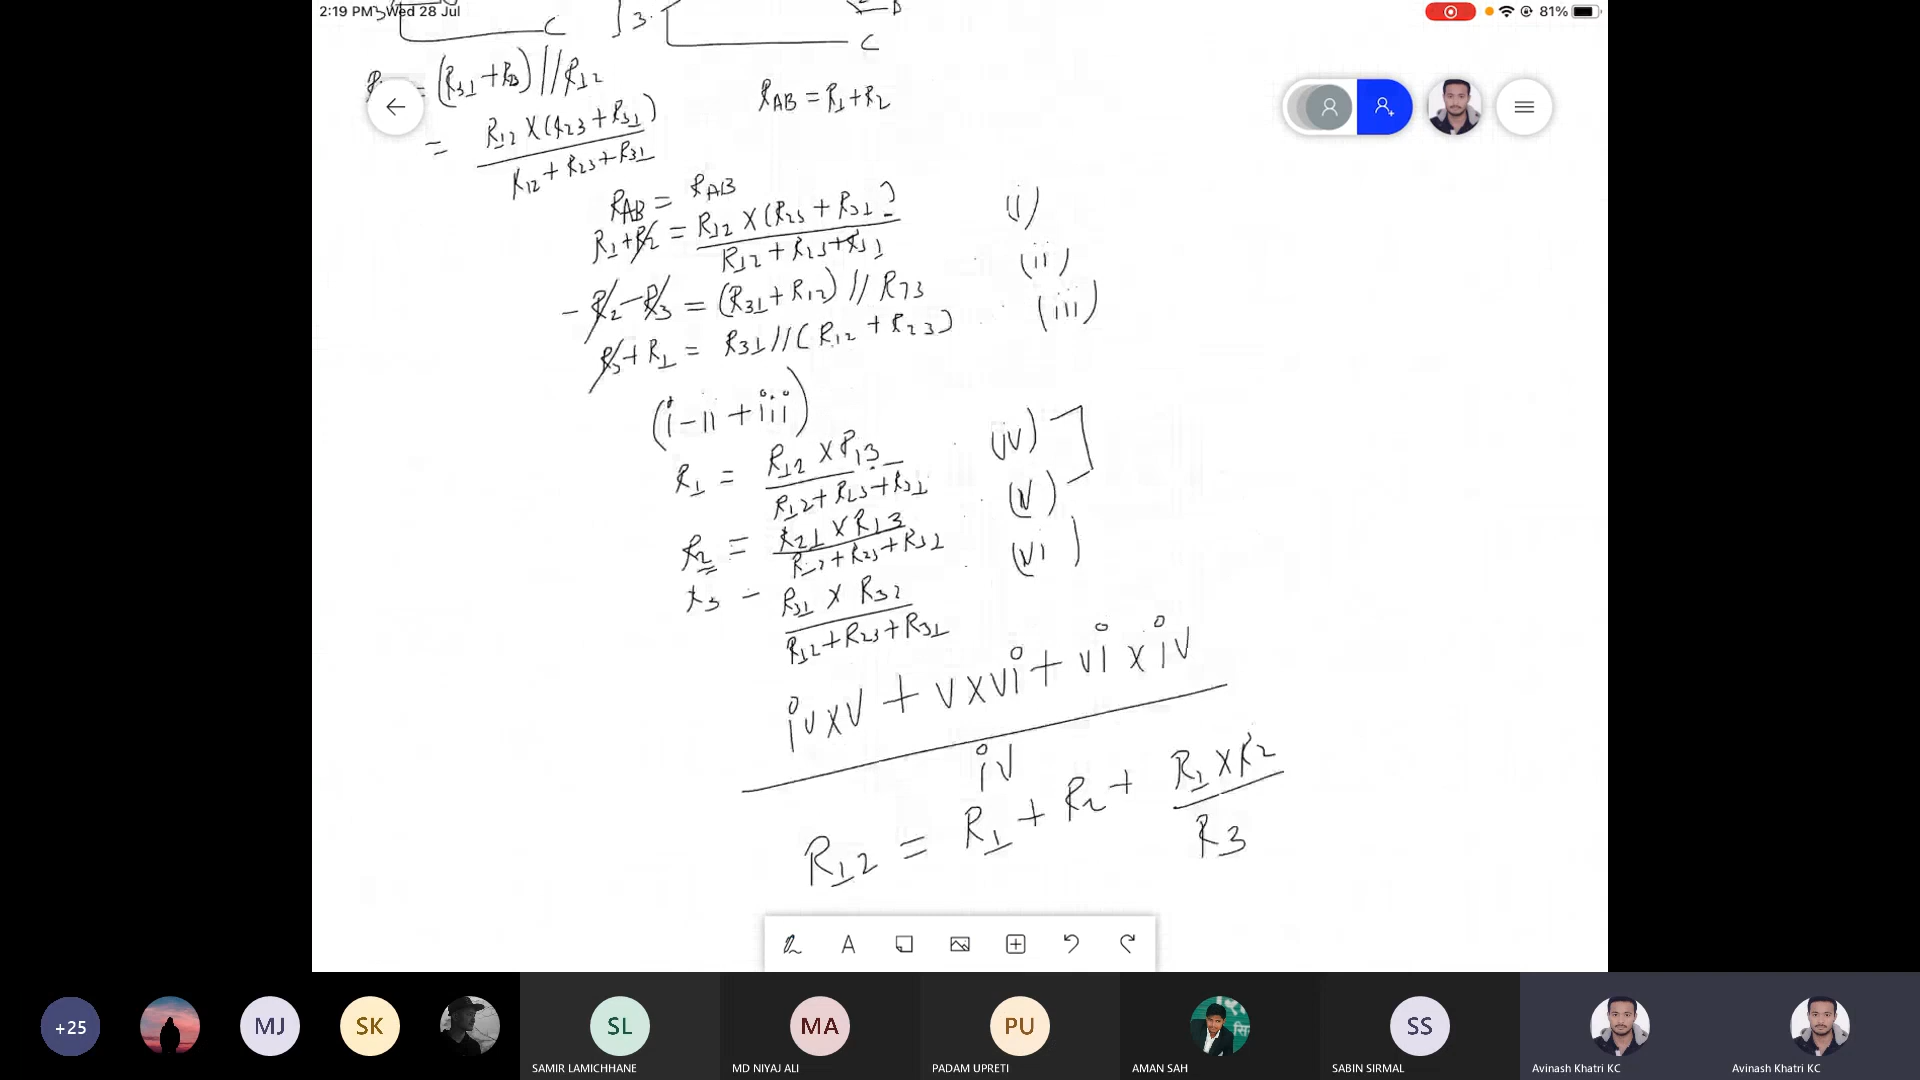 2:19 PM Wed 28 Jul
81%
C
] 3.
B
C
= (R31 + R23) // R12
RAB = R1 + R2
= R12 X (R23 + R31)
R12 + R23 + R31
RAB = RAB
R1 + R2 = R12 X (R23 + R31)
R12 + R23 + R31
(i)
(ii)
- R2 - R3 = (R31 + R12) // R23
(iii)
R3 + R1 = R31 // (R12 + R23)
(i - ii + iii)
R1 = R12 X R13
R12 + R23 + R31
(iv)
(v)
R2 = R21 X R23
R12 + R23 + R31
(vi)
R3 = R31 X R32
R12 + R23 + R31
iv x v + v x vi + vi x iv
iv
R12 = R1 + R2 + R1 X R2
R3
A
+25
MJ
SK
SL
MA
PU
SS
SAMIR LAMICHHANE
MD NIYAJ ALI
PADAM UPRETI
AMAN SAH
SABIN SIRMAL
Avinash Khatri KC
Avinash Khatri KC